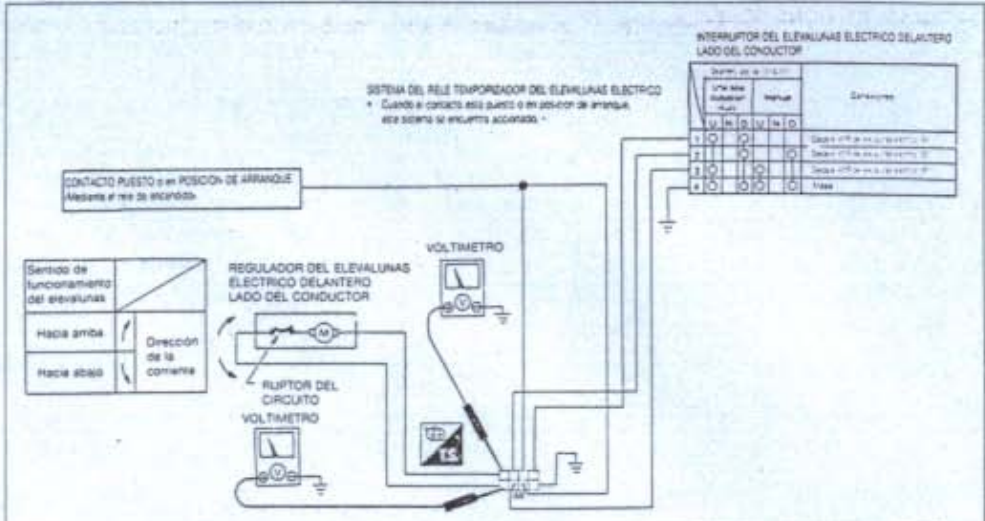 INTERRUPTOR DEL ELEVALUNAS ELECTRICO DELANTERO
LADO DEL CONDUCTOR
Una sola
Manual
Conexiones
U N D U N D
1
2
3
4 Masa
SISTEMA DEL RELE TEMPORIZADOR DEL ELEVALUNAS ELECTRICO
• Cuando el contacto está puesto o en posición de arranque,
este sistema se encuentra accionado.
CONTACTO PUESTO o en POSICION DE ARRANQUE
(Mediante el relé de encendido)
VOLTIMETRO
V
Sentido de
funcionamiento
del elevalunas
Hacia arriba
Hacia abajo
Dirección
de la
corriente
REGULADOR DEL ELEVALUNAS
ELECTRICO DELANTERO
LADO DEL CONDUCTOR
M
RUPTOR DEL
CIRCUITO
VOLTIMETRO
V
T.S.